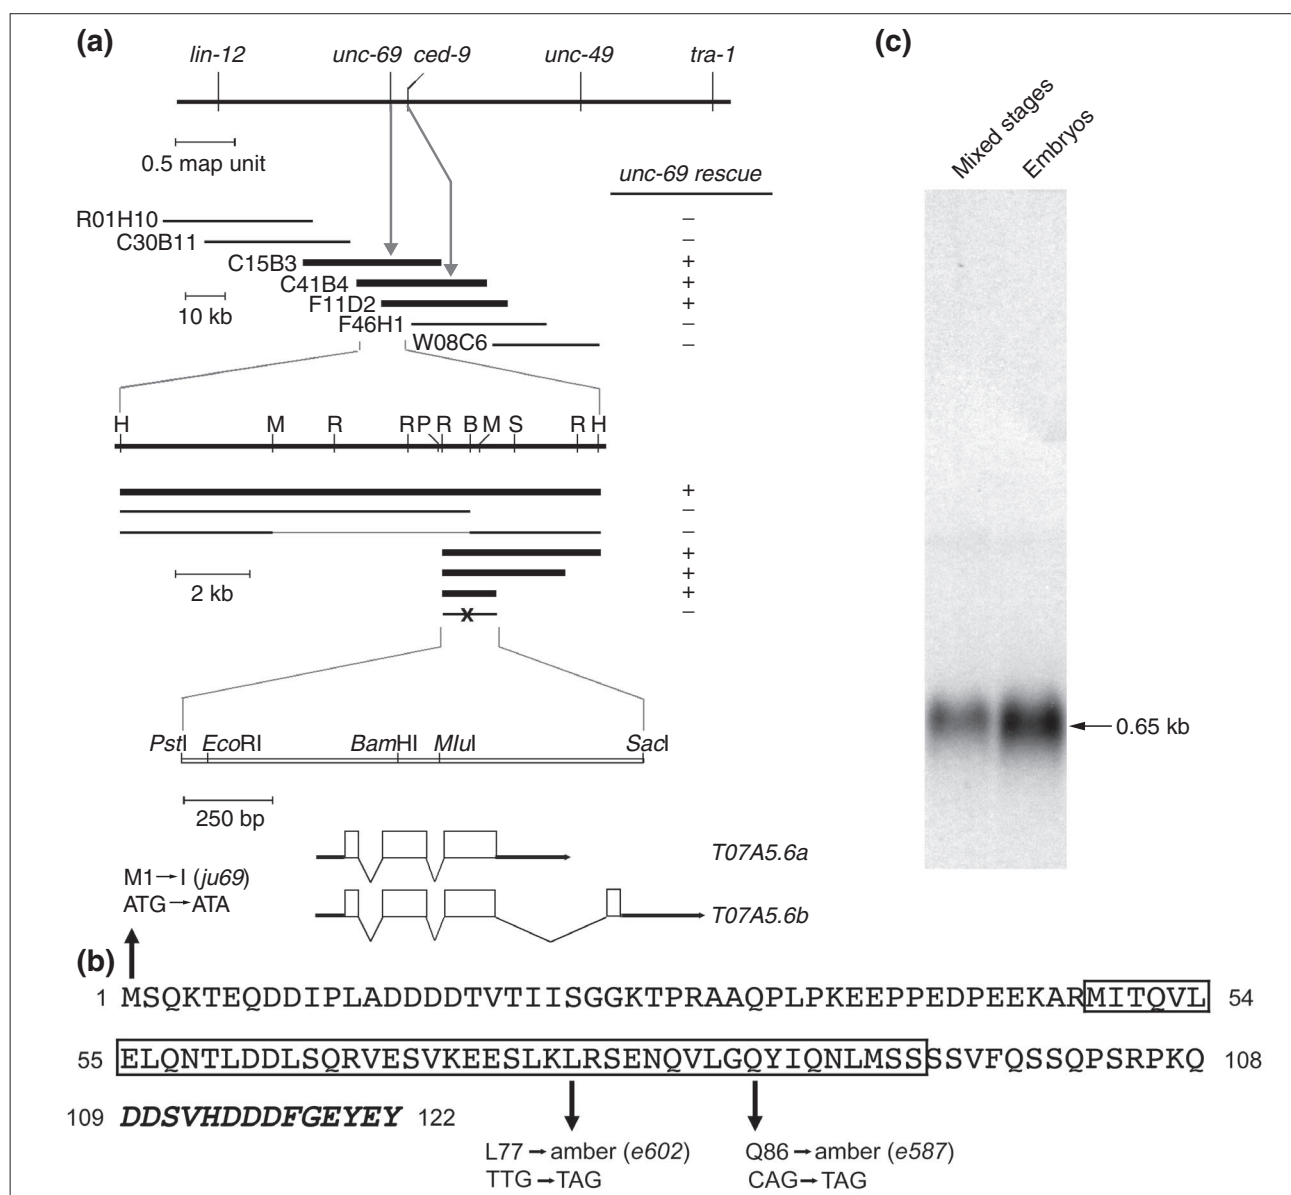 (a)
lin-12 unc-69 ced-9 unc-49 tra-1
0.5 map unit
unc-69 rescue
R01H10 –
C30B11 –
C15B3 +
C41B4 +
10 kb
F11D2 +
F46H1 –
W08C6 –
H M R R P R B M S R H
+
–
–
+
2 kb
+
+
x –
PstI EcoRI BamHI MluI SacI
250 bp
T07A5.6a
T07A5.6b
M1→I (ju69)
ATG→ATA
(b)
1 MSQKTEQDDIPLADDDDTVTIISGGKTPRAAQPLPKEEPPEDPEEKARMITQVL 54
55 ELQNTLDDLSQRVESVKEESLKLRSENQVLGQYIQNLMSSSSVFQSSQPSRPKQ 108
109 DDSVHDDDFGEYEY 122
L77→amber (e602)
TTG→TAG
Q86→amber (e587)
CAG→TAG
(c)
Mixed stages
Embryos
0.65 kb